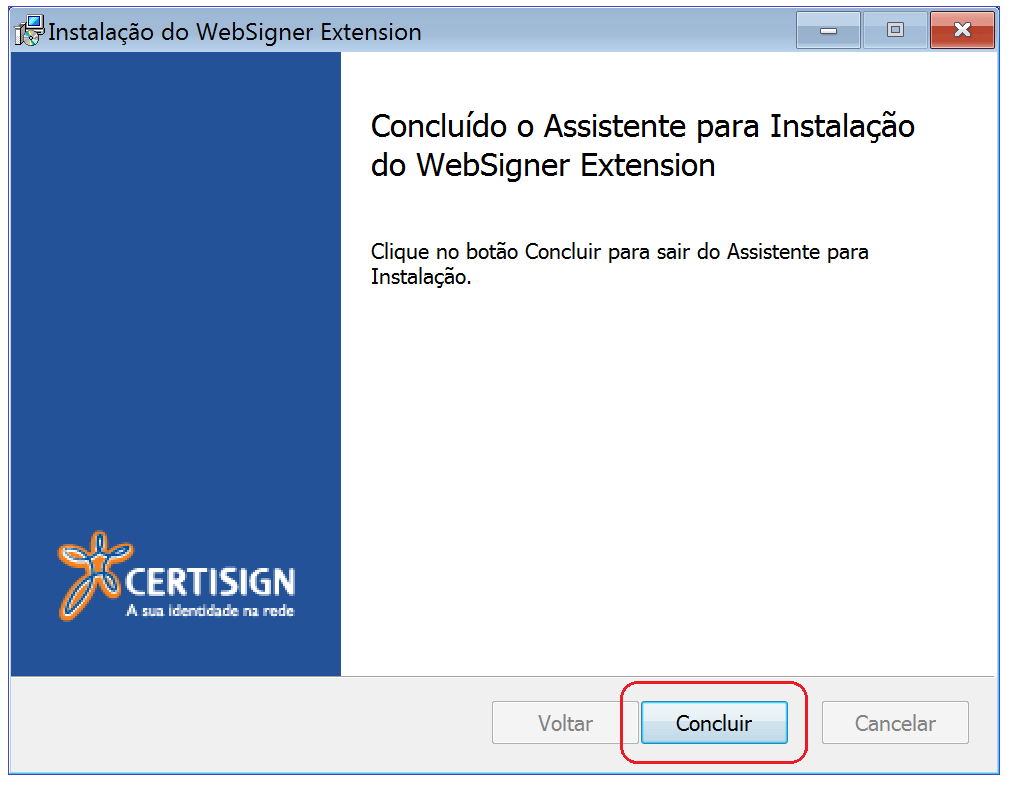 Instalação do WebSigner Extension
Concluído o Assistente para Instalação
do WebSigner Extension
Clique no botão Concluir para sair do Assistente para
Instalação.
CERTISIGN
A sua identidade na rede
Voltar
Concluir
Cancelar